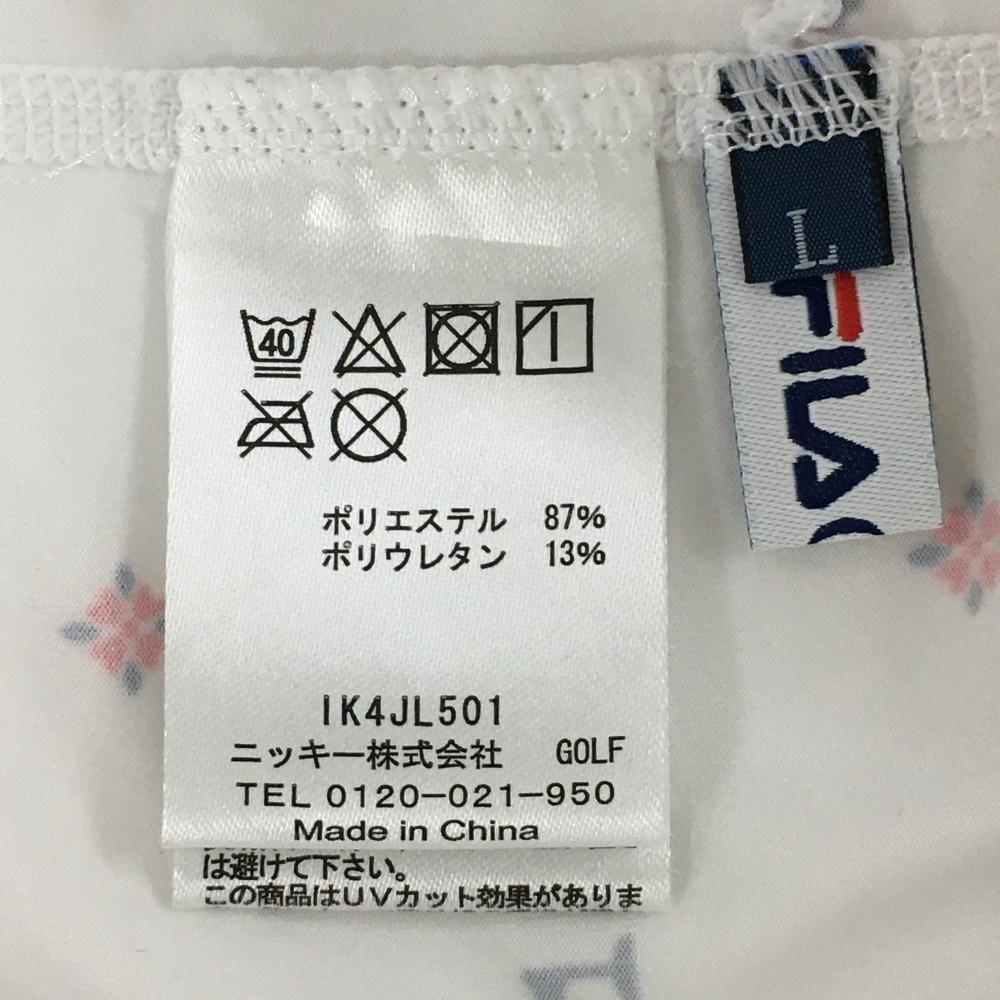 40
ポリエステル 87%
ポリウレタン 13%
IK4JL501
ニッキー株式会社 GOLF
TEL 0120-021-950
Made in China
は避けて下さい。
この商品はUVカット効果がありま
L
FILA